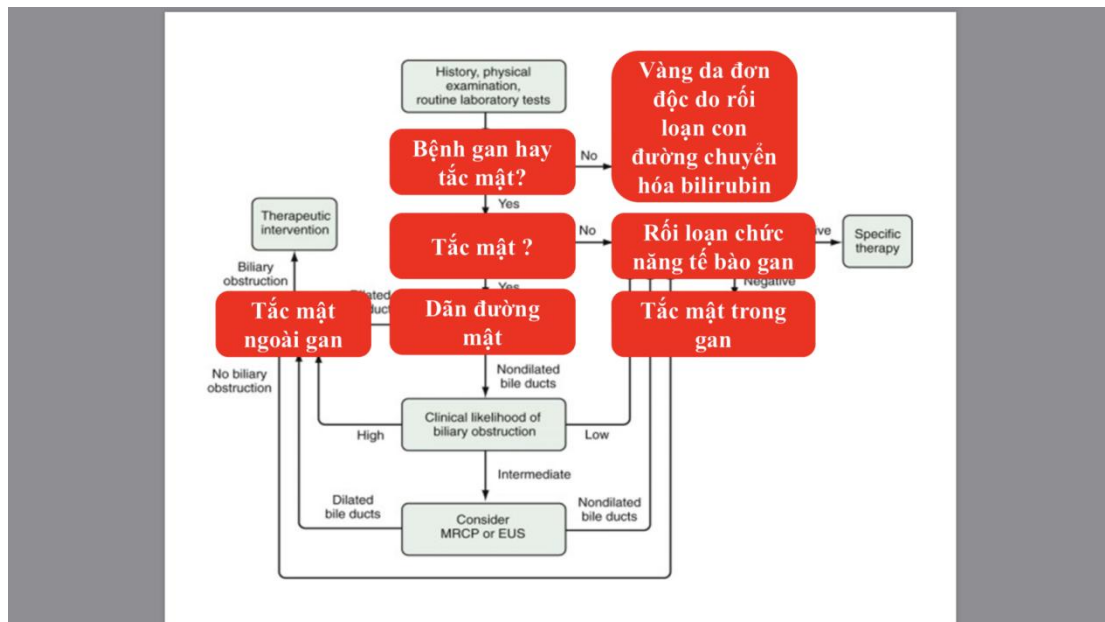 History, physical
examination,
routine laboratory tests
Vàng da đơn
độc do rối
loạn con
đường chuyển
hóa bilirubin
Bệnh gan hay
tắc mật?
No
Yes
Therapeutic
intervention
Tắc mật ?
No
Rối loạn chức
năng tế bào gan
Specific
therapy
Biliary
obstruction
Yes
Negative
Tắc mật
ngoài gan
Dãn đường
mật
Tắc mật trong
gan
No biliary
obstruction
Nondilated
bile ducts
Clinical likelihood of
biliary obstruction
High
Low
Intermediate
Dilated
bile ducts
Nondilated
bile ducts
Consider
MRCP or EUS